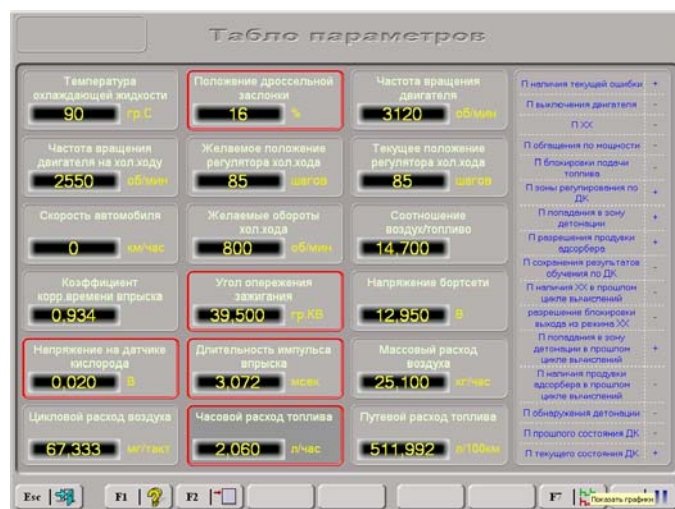 Табло параметров
Температура
охлаждающей жидкости
90 гр.С
Положение дроссельной
заслонки
16 %
Частота вращения
двигателя
3120 об/мин
Частота вращения
двигателя на хол.ходу
2550 об/мин
Желаемое положение
регулятора хол.хода
85 шагов
Текущее положение
регулятора хол.хода
85 шагов
Скорость автомобиля
0 км/час
Желаемые обороты
хол.хода
800 об/мин
Соотношение
воздух/топливо
14,700
Коэффициент
корр.времени впрыска
0,934
Угол опережения
зажигания
39,500 гр.КВ
Напряжение бортсети
12,950 В
Напряжение на датчике
кислорода
0,020 В
Длительность импульса
впрыска
3,072 мсек
Массовый расход
воздуха
25,100 кг/час
Цикловой расход воздуха
67,333 мг/такт
Часовой расход топлива
2,060 л/час
Путевой расход топлива
511,992 л/100км
П наличия текущей ошибки +
П выключения двигателя -
П ХХ -
П обогащения по мощности -
П блокировки подачи
топлива -
П зоны регулирования по
ДК +
П попадания в зону
детонации +
П разрешения продувки
адсорбера +
П сохранения результатов
обучения по ДК -
П наличия ХХ в прошлом
цикле вычислений -
разрешение блокировки
выхода из режима ХХ -
П попадания в зону
детонации в прошлом
цикле вычислений +
П наличия продувки
адсорбера в прошлом
цикле вычислений -
П обнаружения детонации -
П прошлого состояния ДК -
П текущего состояния ДК +
Esc F1 F2 F7 Показать графики